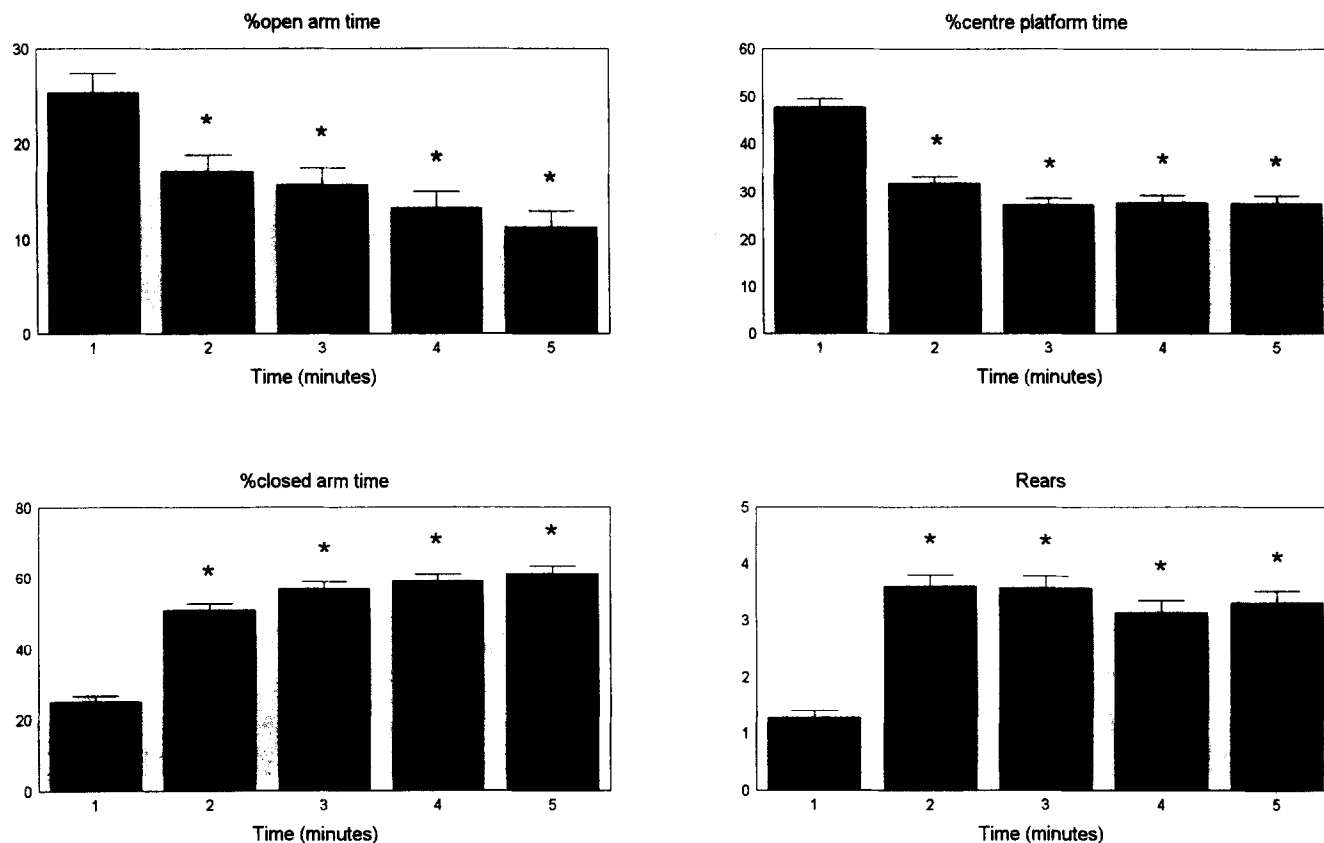 %open arm time
30
20
10
0
* * * *
1 2 3 4 5
Time (minutes)
%centre platform time
60
50
40
30
20
10
0
* * * *
1 2 3 4 5
Time (minutes)
%closed arm time
80
60
40
20
0
* * * *
1 2 3 4 5
Time (minutes)
Rears
5
4
3
2
1
0
* * * *
1 2 3 4 5
Time (minutes)